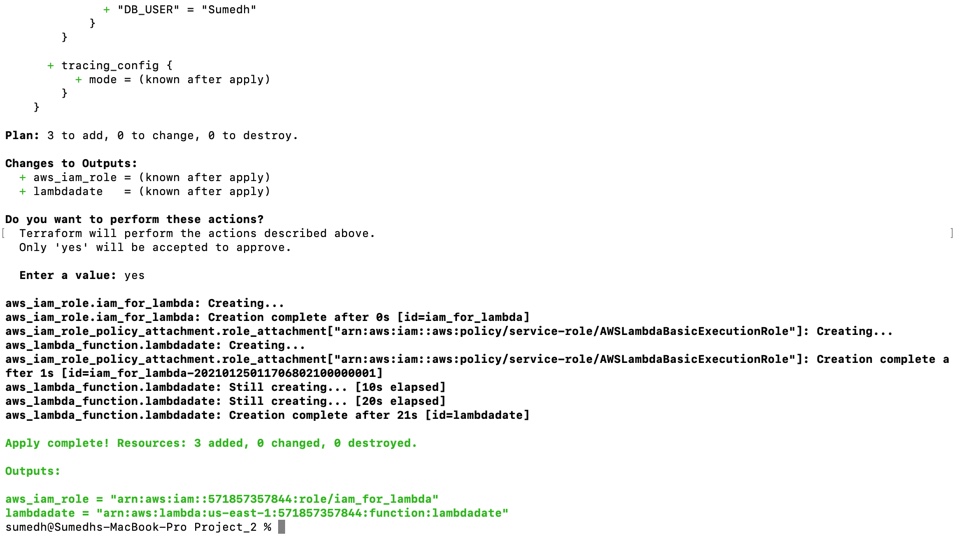 + "DB_USER" = "Sumedh"
}
}
+ tracing_config {
+ mode = (known after apply)
}
}
Plan: 3 to add, 0 to change, 0 to destroy.
Changes to Outputs:
+ aws_iam_role = (known after apply)
+ lambdadate   = (known after apply)
Do you want to perform these actions?
[ Terraform will perform the actions described above. ]
Only 'yes' will be accepted to approve.
Enter a value: yes
aws_iam_role.iam_for_lambda: Creating...
aws_iam_role.iam_for_lambda: Creation complete after 0s [id=iam_for_lambda]
aws_iam_role_policy_attachment.role_attachment["arn:aws:iam::aws:policy/service-role/AWSLambdaBasicExecutionRole"]: Creating...
aws_lambda_function.lambdadate: Creating...
aws_iam_role_policy_attachment.role_attachment["arn:aws:iam::aws:policy/service-role/AWSLambdaBasicExecutionRole"]: Creation complete a
fter 1s [id=iam_for_lambda-20210125011706802100000001]
aws_lambda_function.lambdadate: Still creating... [10s elapsed]
aws_lambda_function.lambdadate: Still creating... [20s elapsed]
aws_lambda_function.lambdadate: Creation complete after 21s [id=lambdadate]
Apply complete! Resources: 3 added, 0 changed, 0 destroyed.
Outputs:
aws_iam_role = "arn:aws:iam::571857357844:role/iam_for_lambda"
lambdadate = "arn:aws:lambda:us-east-1:571857357844:function:lambdadate"
sumedh@Sumedhs-MacBook-Pro Project_2 %